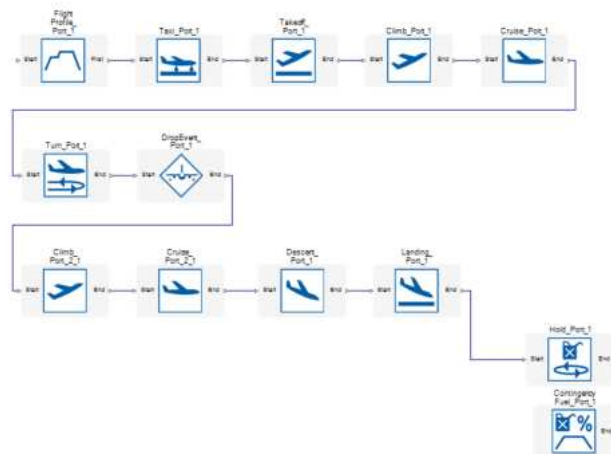 Flight
Profile_
Port_1
Start
First
Taxi_Port_1
Start
End
Takeoff_
Port_1
Start
End
Climb_Port_1
Start
End
Cruise_Port_1
Start
End
Turn_Port_1
Start
End
DropEvent_
Port_1
Start
End
Climb_
Port_2_1
Start
End
Cruise_
Port_2_1
Start
End
Descent_
Port_1
Start
End
Landing_
Port_1
Start
End
Hold_Port_1
Start
End
Contingency
Fuel_Port_1
%
End